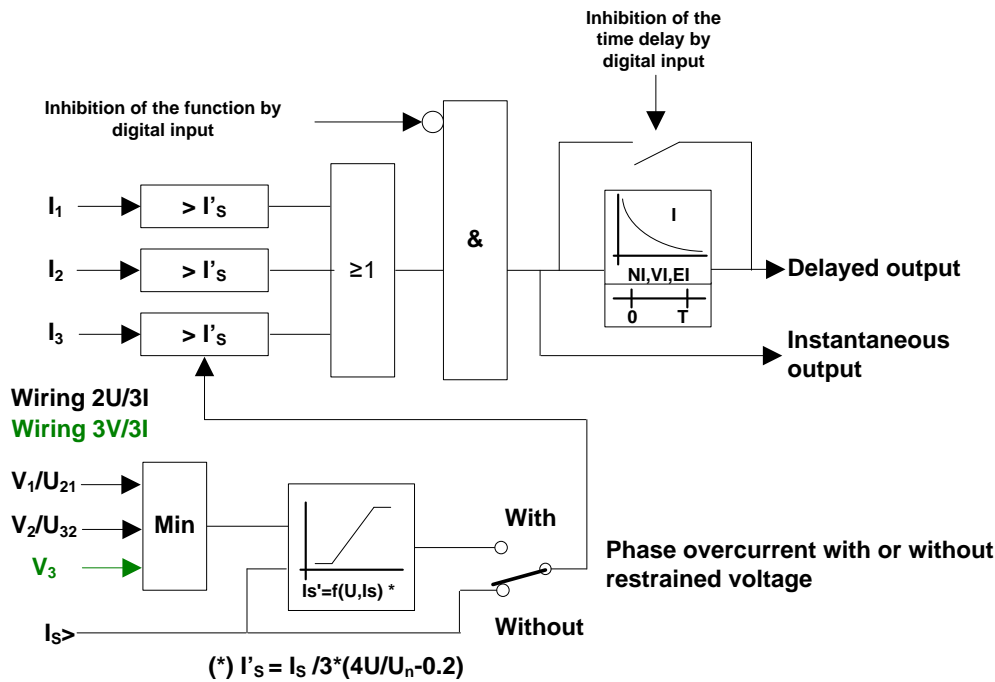 Inhibition of the
time delay by
digital input
Inhibition of the function by
digital input
I1
> I'S
I2
> I'S
I3
> I'S
≥1
&
I
NI,VI,EI
0 T
Delayed output
Instantaneous
output
Wiring 2U/3I
Wiring 3V/3I
V1/U21
V2/U32
V3
Min
Is'=f(U,Is) *
With
Without
Phase overcurrent with or without
restrained voltage
IS>
(*) I'S = IS /3*(4U/Un-0.2)